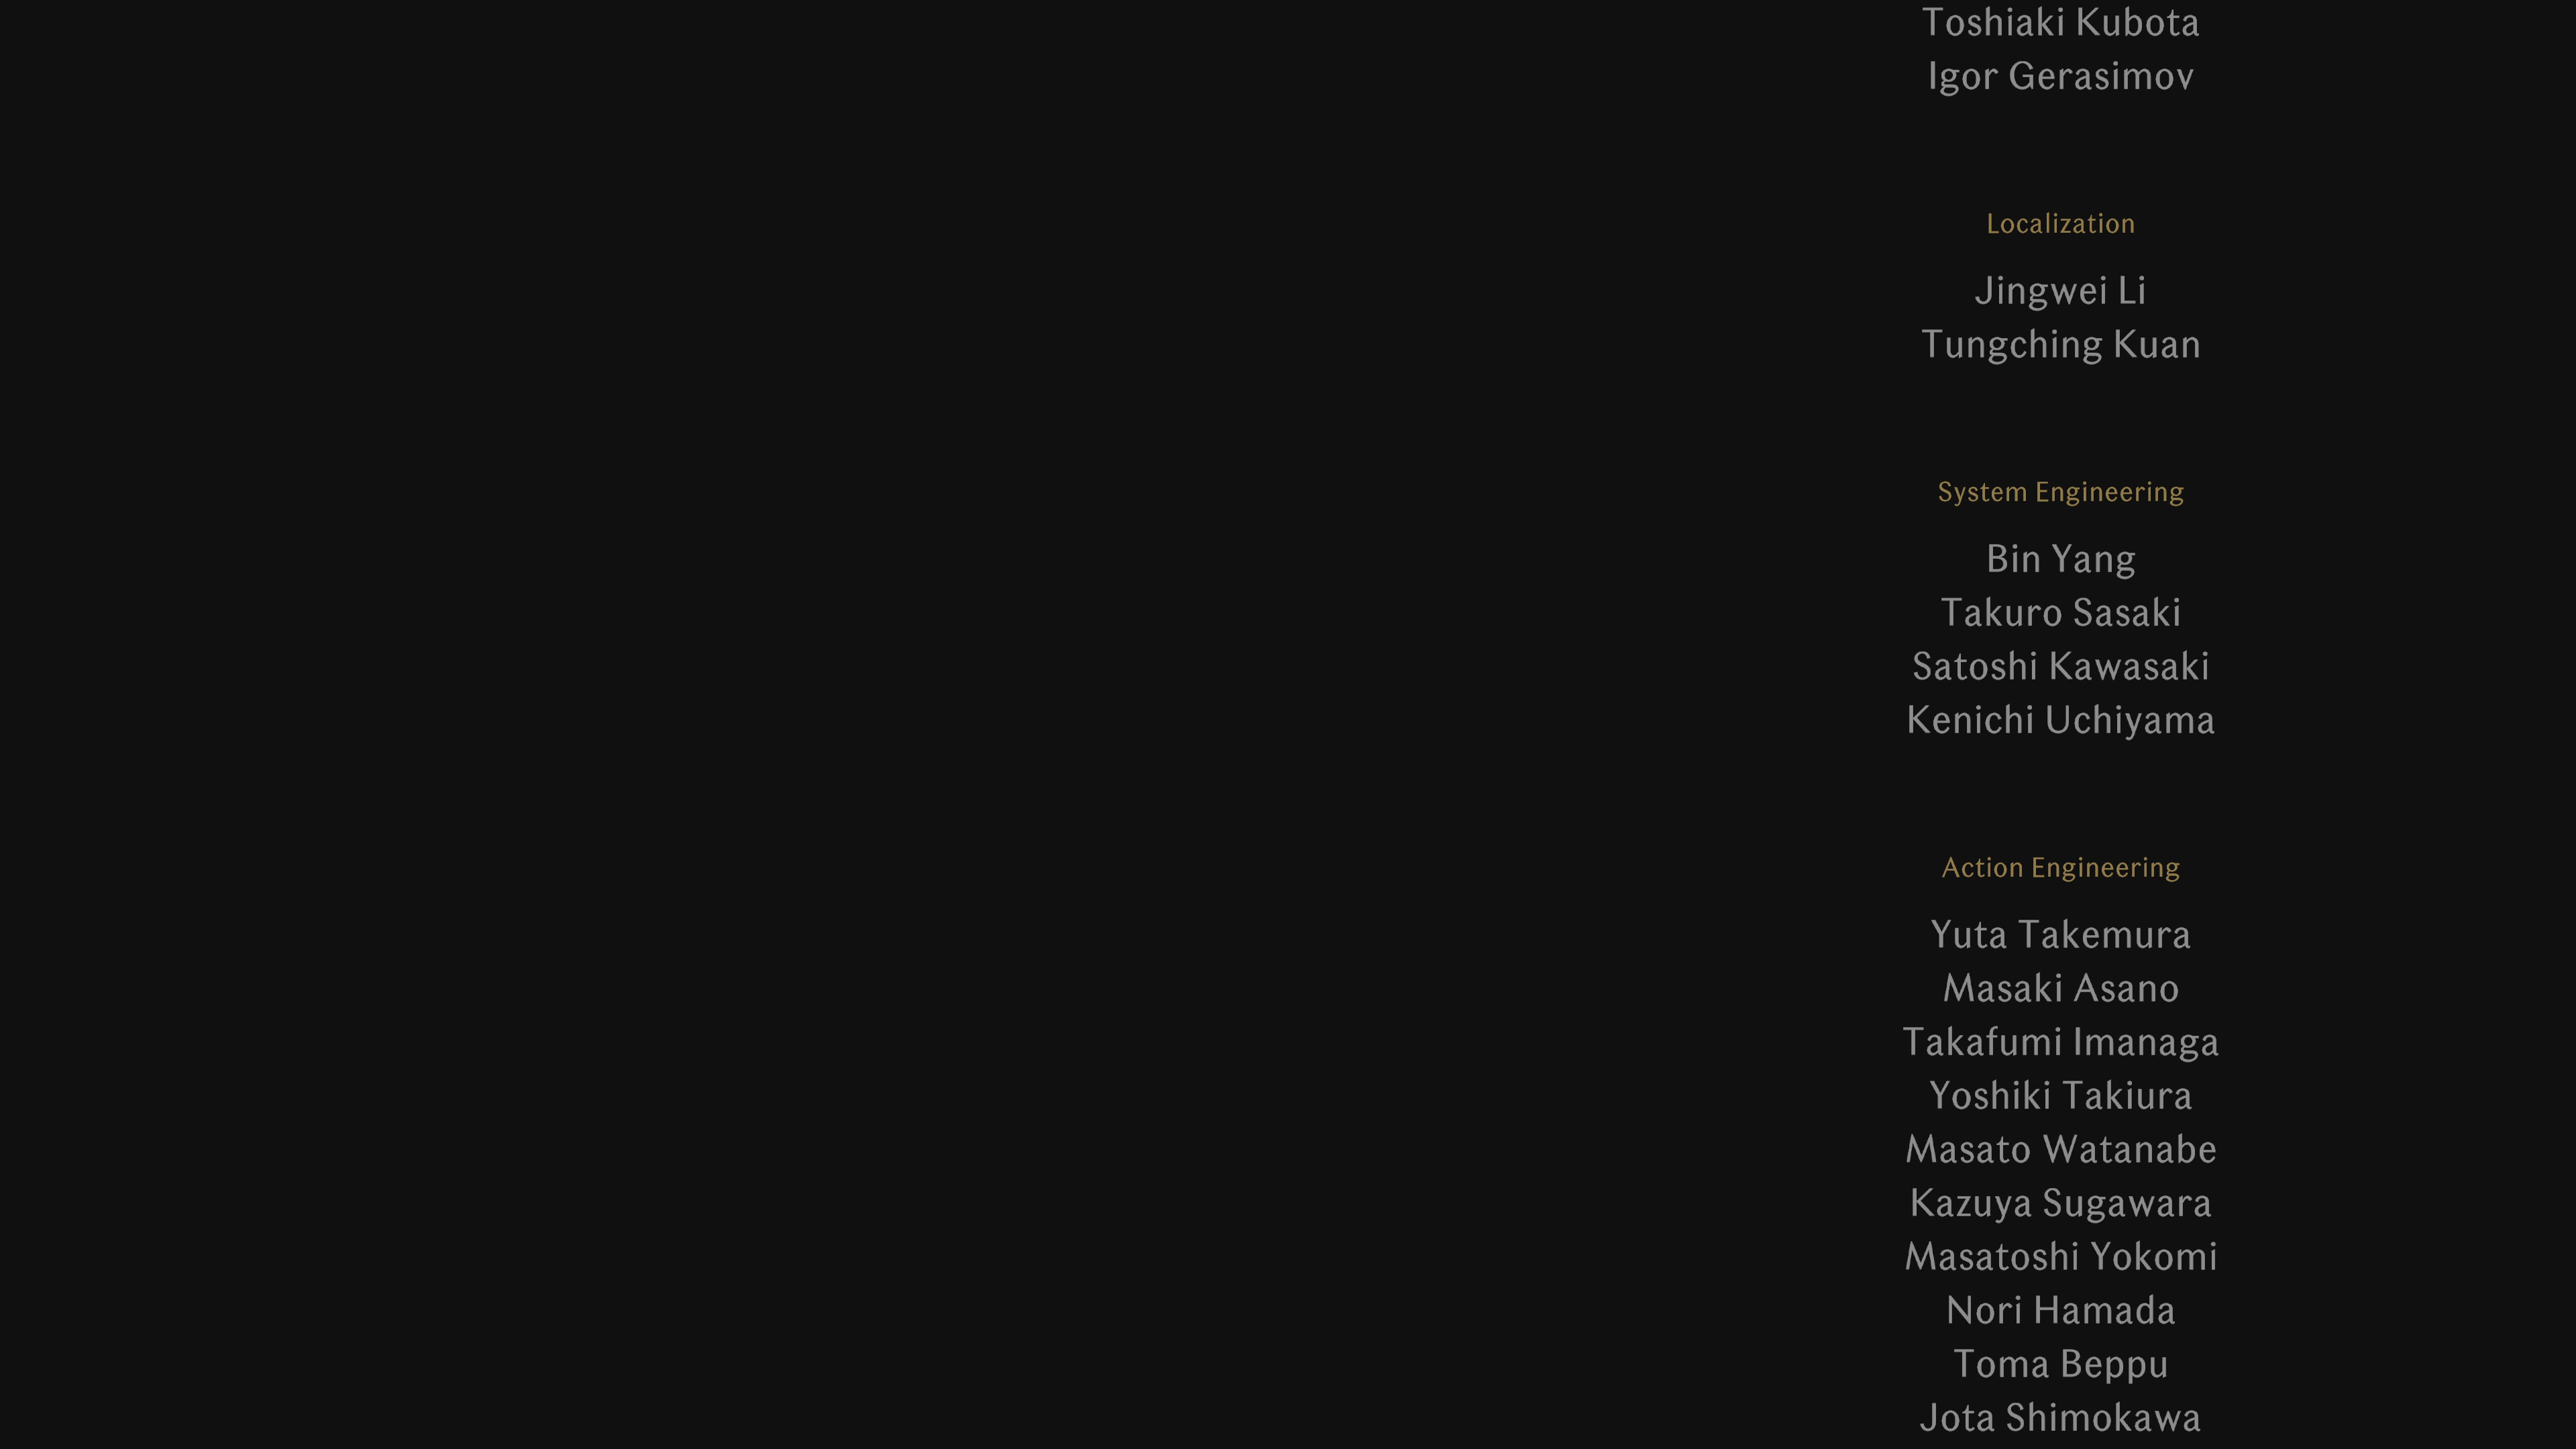 Toshiaki Kubota
Igor Gerasimov
Localization
Jingwei Li
Tungching Kuan
System Engineering
Bin Yang
Takuro Sasaki
Satoshi Kawasaki
Kenichi Uchiyama
Action Engineering
Yuta Takemura
Masaki Asano
Takafumi Imanaga
Yoshiki Takiura
Masato Watanabe
Kazuya Sugawara
Masatoshi Yokomi
Nori Hamada
Toma Beppu
Jota Shimokawa